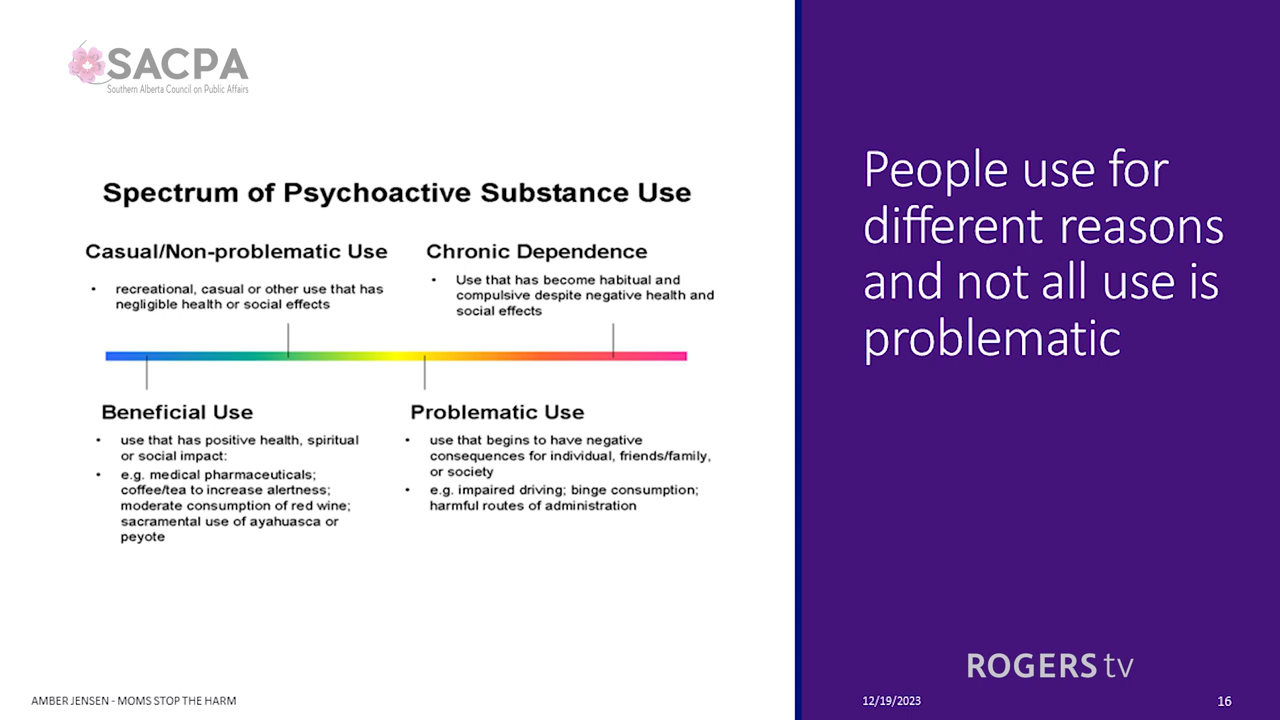 SACPA
Southern Alberta Council on Public Affairs
Spectrum of Psychoactive Substance Use
Casual/Non-problematic Use
• recreational, casual or other use that has
negligible health or social effects
Chronic Dependence
• Use that has become habitual and
compulsive despite negative health and
social effects
Beneficial Use
• use that has positive health, spiritual
or social impact:
• e.g. medical pharmaceuticals;
coffee/tea to increase alertness;
moderate consumption of red wine;
sacramental use of ayahuasca or
peyote
Problematic Use
• use that begins to have negative
consequences for individual, friends/family,
or society
• e.g. impaired driving; binge consumption;
harmful routes of administration
People use for
different reasons
and not all use is
problematic
ROGERS tv
AMBER JENSEN - MOMS STOP THE HARM
12/19/2023
16